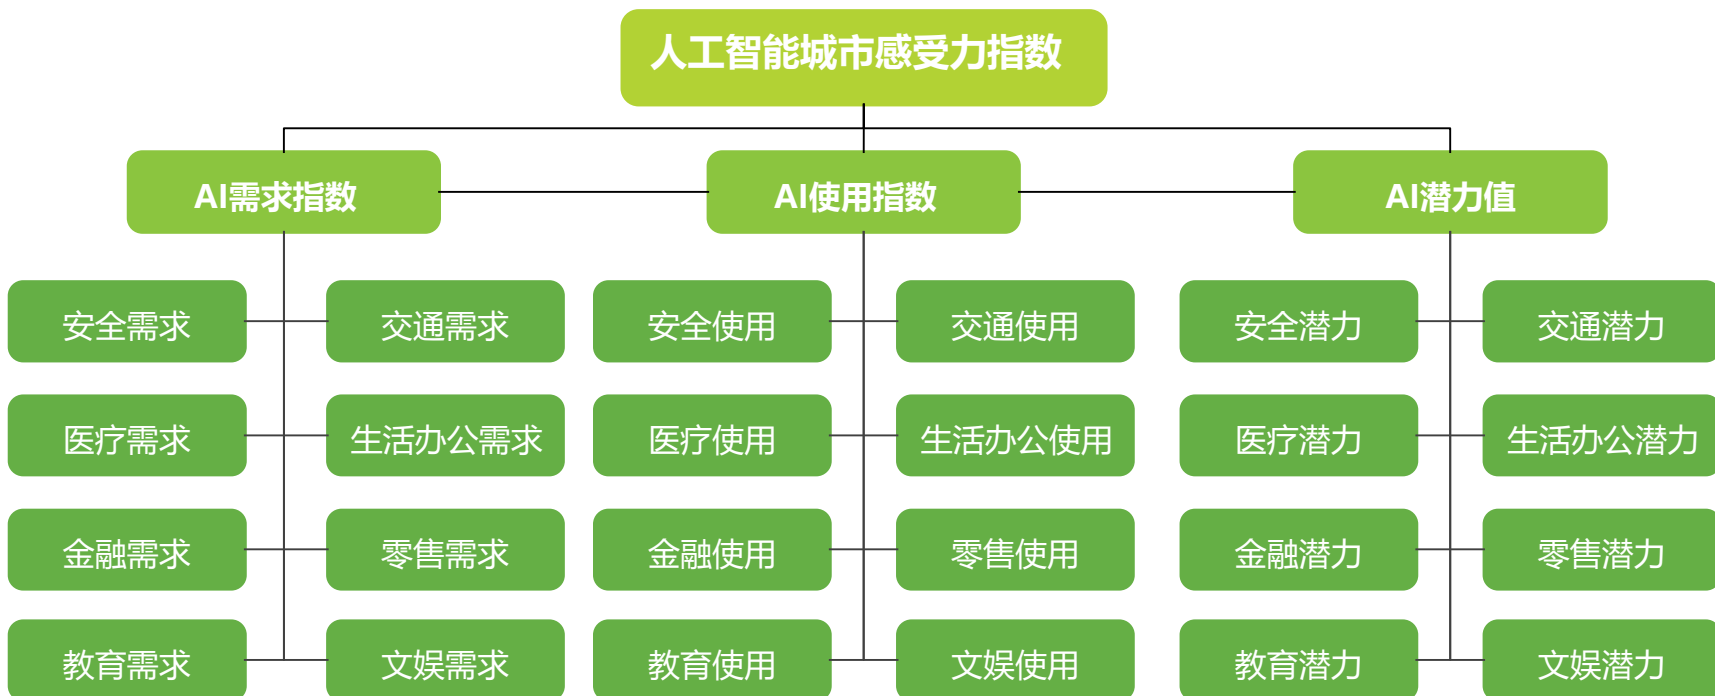 人工智能城市感受力指数
AI需求指数
AI使用指数
AI潜力值
安全需求
交通需求
安全使用
交通使用
安全潜力
交通潜力
医疗需求
生活办公需求
医疗使用
生活办公使用
医疗潜力
生活办公潜力
金融需求
零售需求
金融使用
零售使用
金融潜力
零售潜力
教育需求
文娱需求
教育使用
文娱使用
教育潜力
文娱潜力